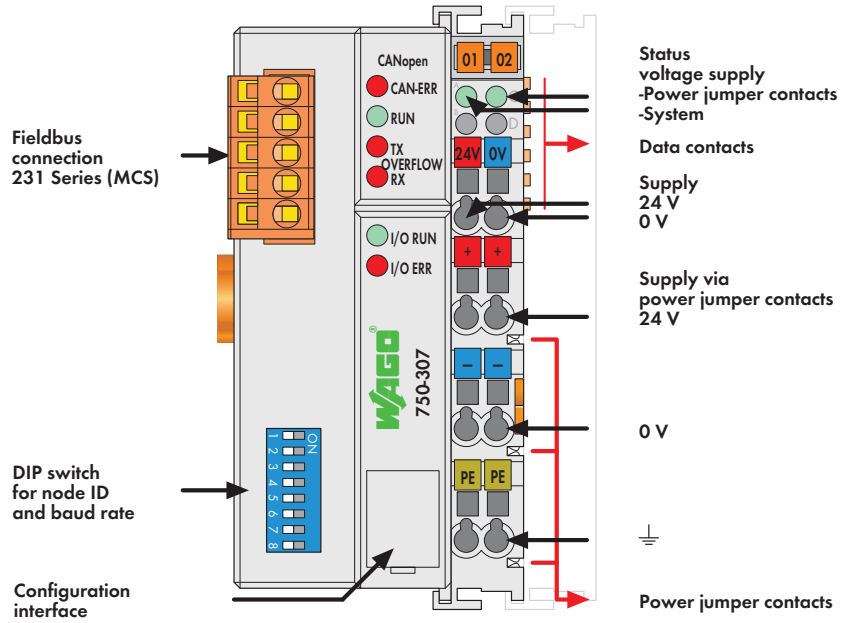 Fieldbus
connection
231 Series (MCS)
DIP switch
for node ID
and baud rate
Configuration
interface
ON
1
2
3
4
5
6
7
8
CANopen
CAN-ERR
RUN
TX
OVERFLOW
RX
I/O RUN
I/O ERR
WAGO®
750-307
01 02
A C
B D
24V 0V
+ +
– –
PE PE
Status
voltage supply
-Power jumper contacts
-System
Data contacts
Supply
24 V
0 V
Supply via
power jumper contacts
24 V
0 V
Power jumper contacts